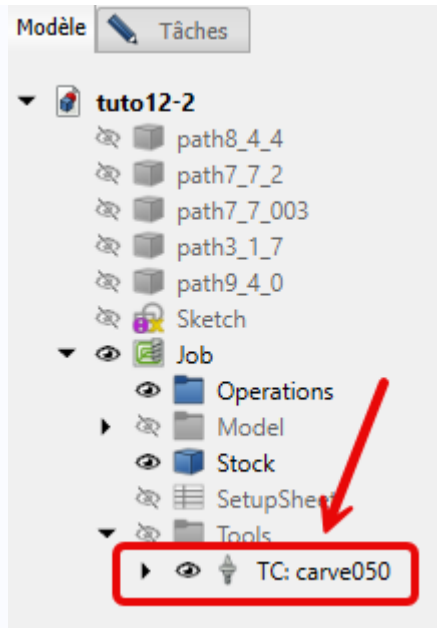 Modèle Tâches
tuto12-2
path8_4_4
path7_7_2
path7_7_003
path3_1_7
path9_4_0
Sketch
Job
Operations
Model
Stock
SetupSheet
Tools
TC: carve050